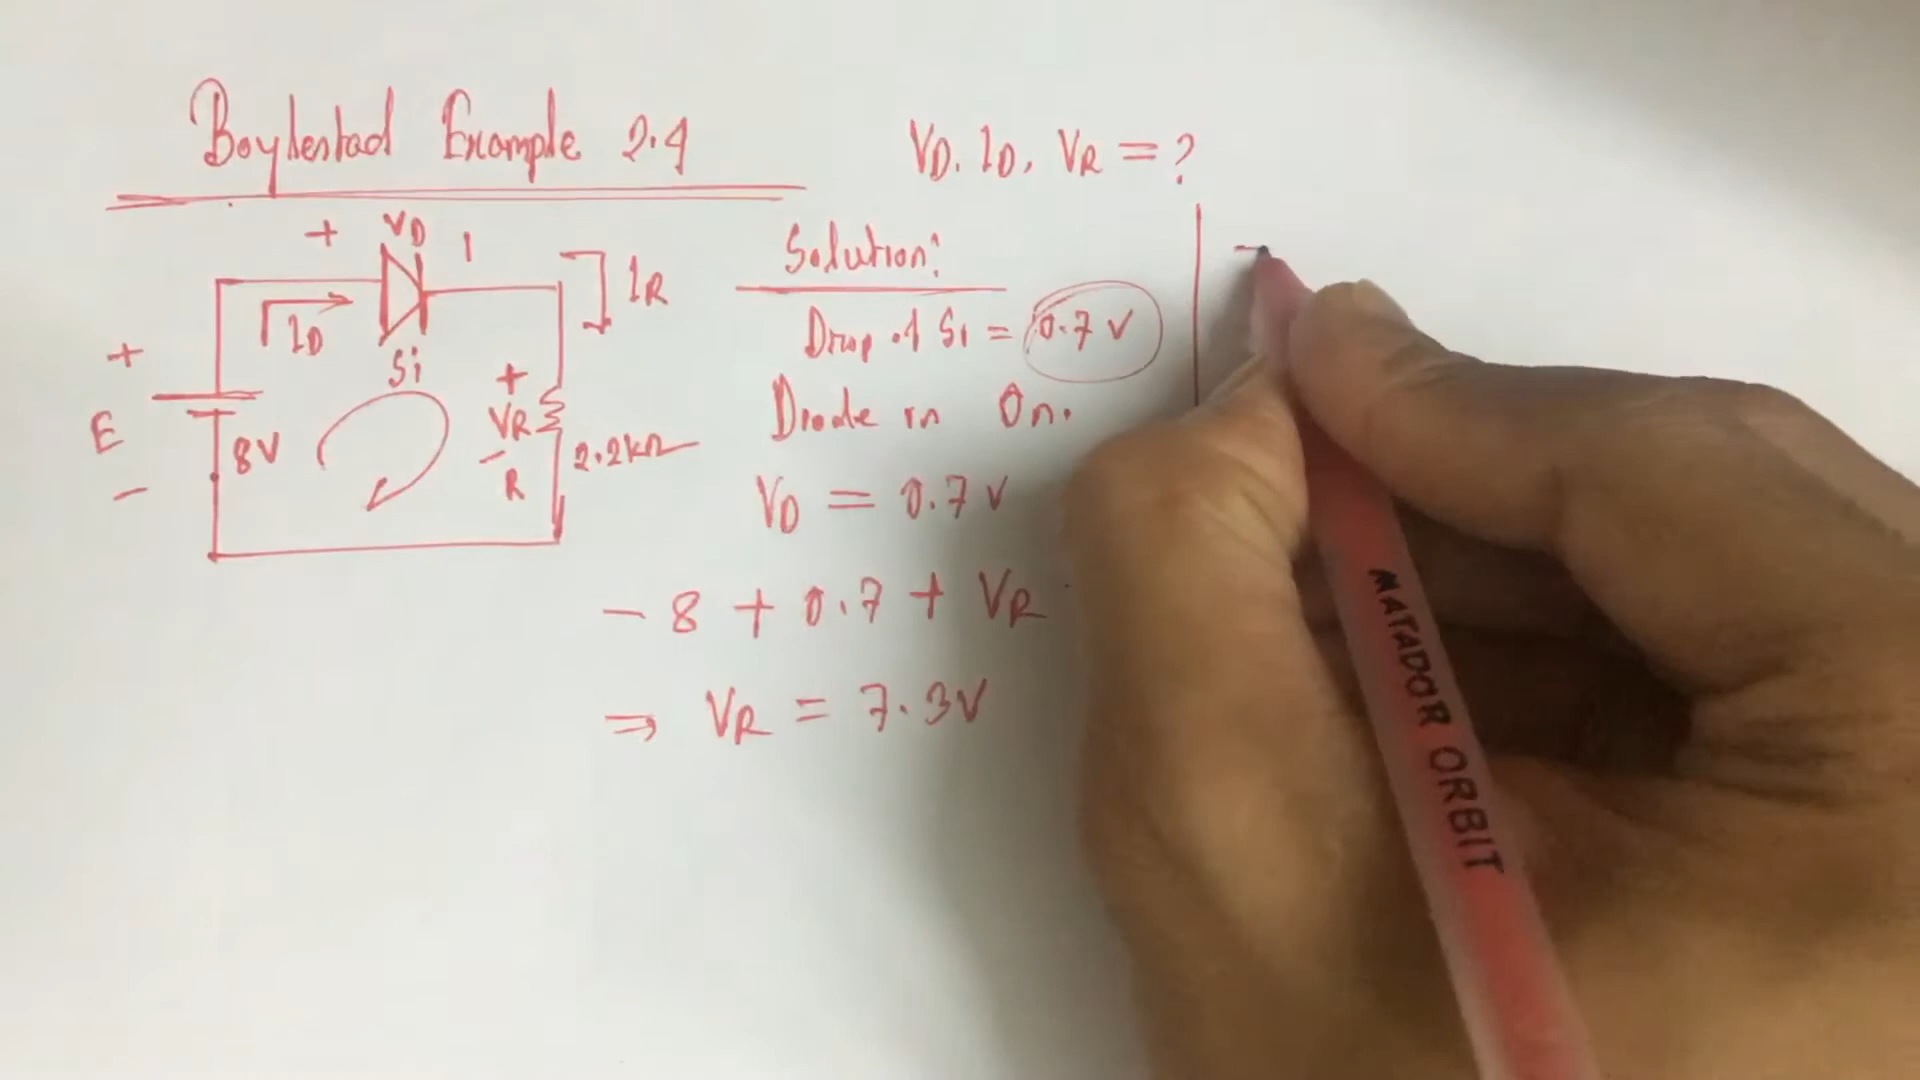 Boylestad Example 2.4
VD, ID, VR = ?
+ VD
ID
Si
IR
+
E
-
8V
+
VR
-
R
2.2kΩ
Solution:
Drop of Si = 0.7 V
Diode in On.
VD = 0.7 V
- 8 + 0.7 + VR
⇒ VR = 7.3V
MATADOR ORBIT